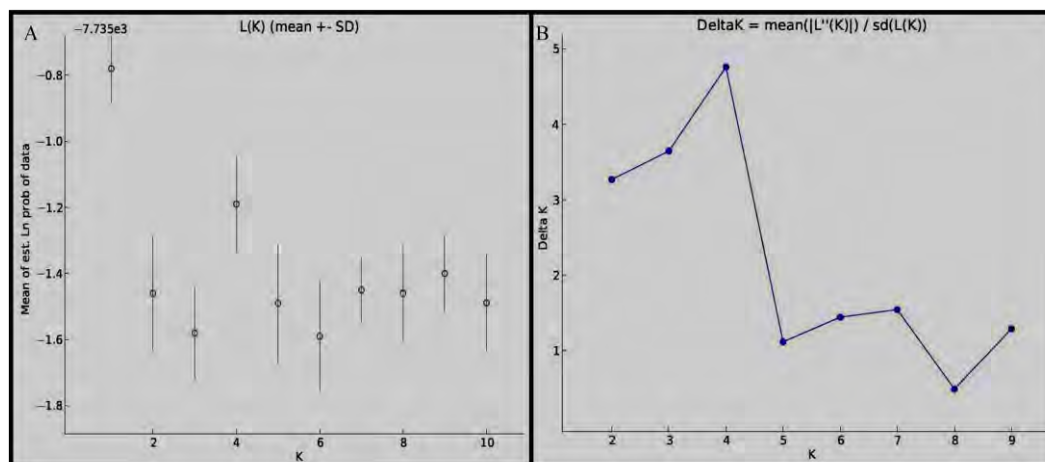 A
−7.735e3
L(K) (mean +- SD)
−0.8
−1.0
−1.2
−1.4
−1.6
−1.8
Mean of est. Ln prob of data
2
4
6
8
10
K
B
DeltaK = mean(|L''(K)|) / sd(L(K))
5
4
3
2
1
Delta K
2
3
4
5
6
7
8
9
K